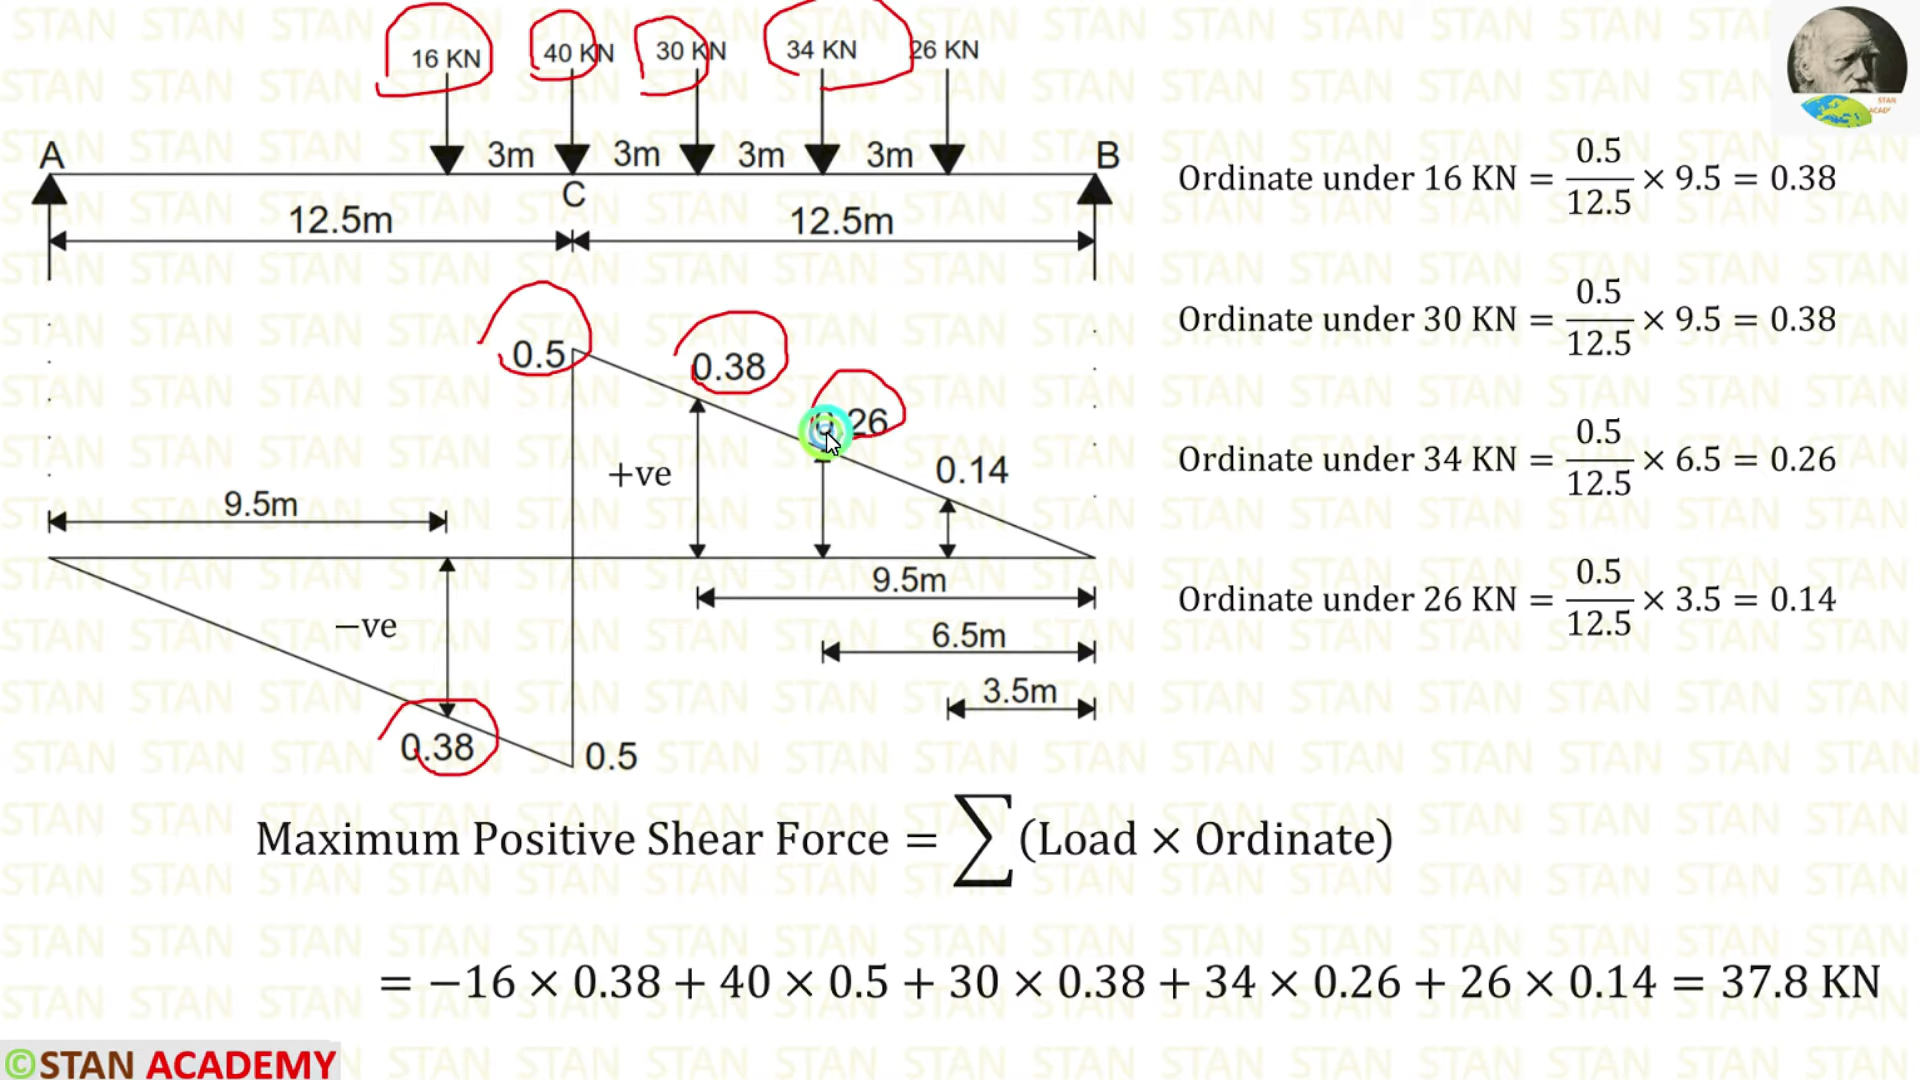 16 KN 40 KN 30 KN 34 KN 26 KN
A 3m 3m 3m 3m B
C
12.5m 12.5m
0.5 0.38 26
+ve 0.14
9.5m
9.5m
−ve 6.5m
3.5m
0.38 0.5
Ordinate under 16 KN = 0.5/12.5 × 9.5 = 0.38
Ordinate under 30 KN = 0.5/12.5 × 9.5 = 0.38
Ordinate under 34 KN = 0.5/12.5 × 6.5 = 0.26
Ordinate under 26 KN = 0.5/12.5 × 3.5 = 0.14
Maximum Positive Shear Force = ∑(Load × Ordinate)
= −16 × 0.38 + 40 × 0.5 + 30 × 0.38 + 34 × 0.26 + 26 × 0.14 = 37.8 KN
©STAN ACADEMY